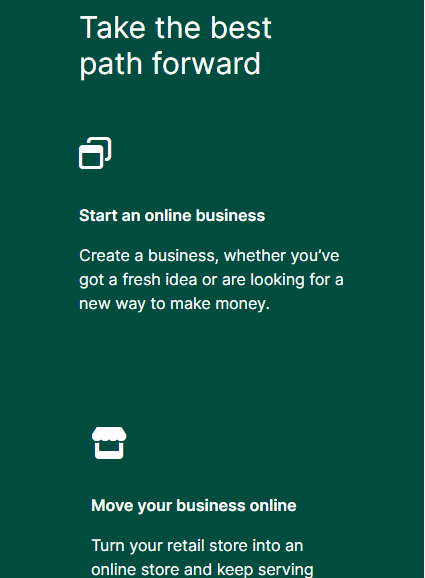 Take the best
path forward
Start an online business
Create a business, whether you’ve
got a fresh idea or are looking for a
new way to make money.
Move your business online
Turn your retail store into an
online store and keep serving